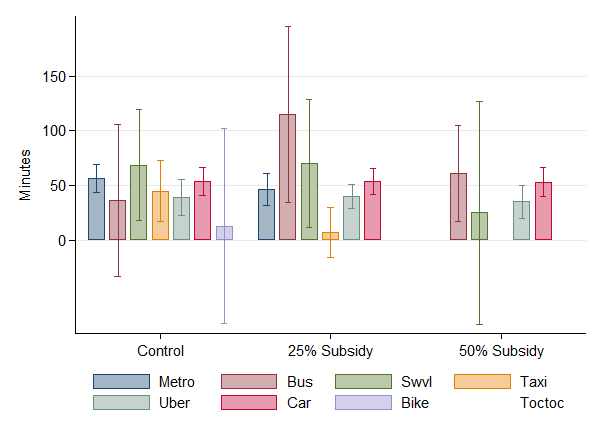 Minutes
150
100
50
0
Control 25% Subsidy 50% Subsidy
Metro Bus Swvl Taxi
Uber Car Bike Toctoc